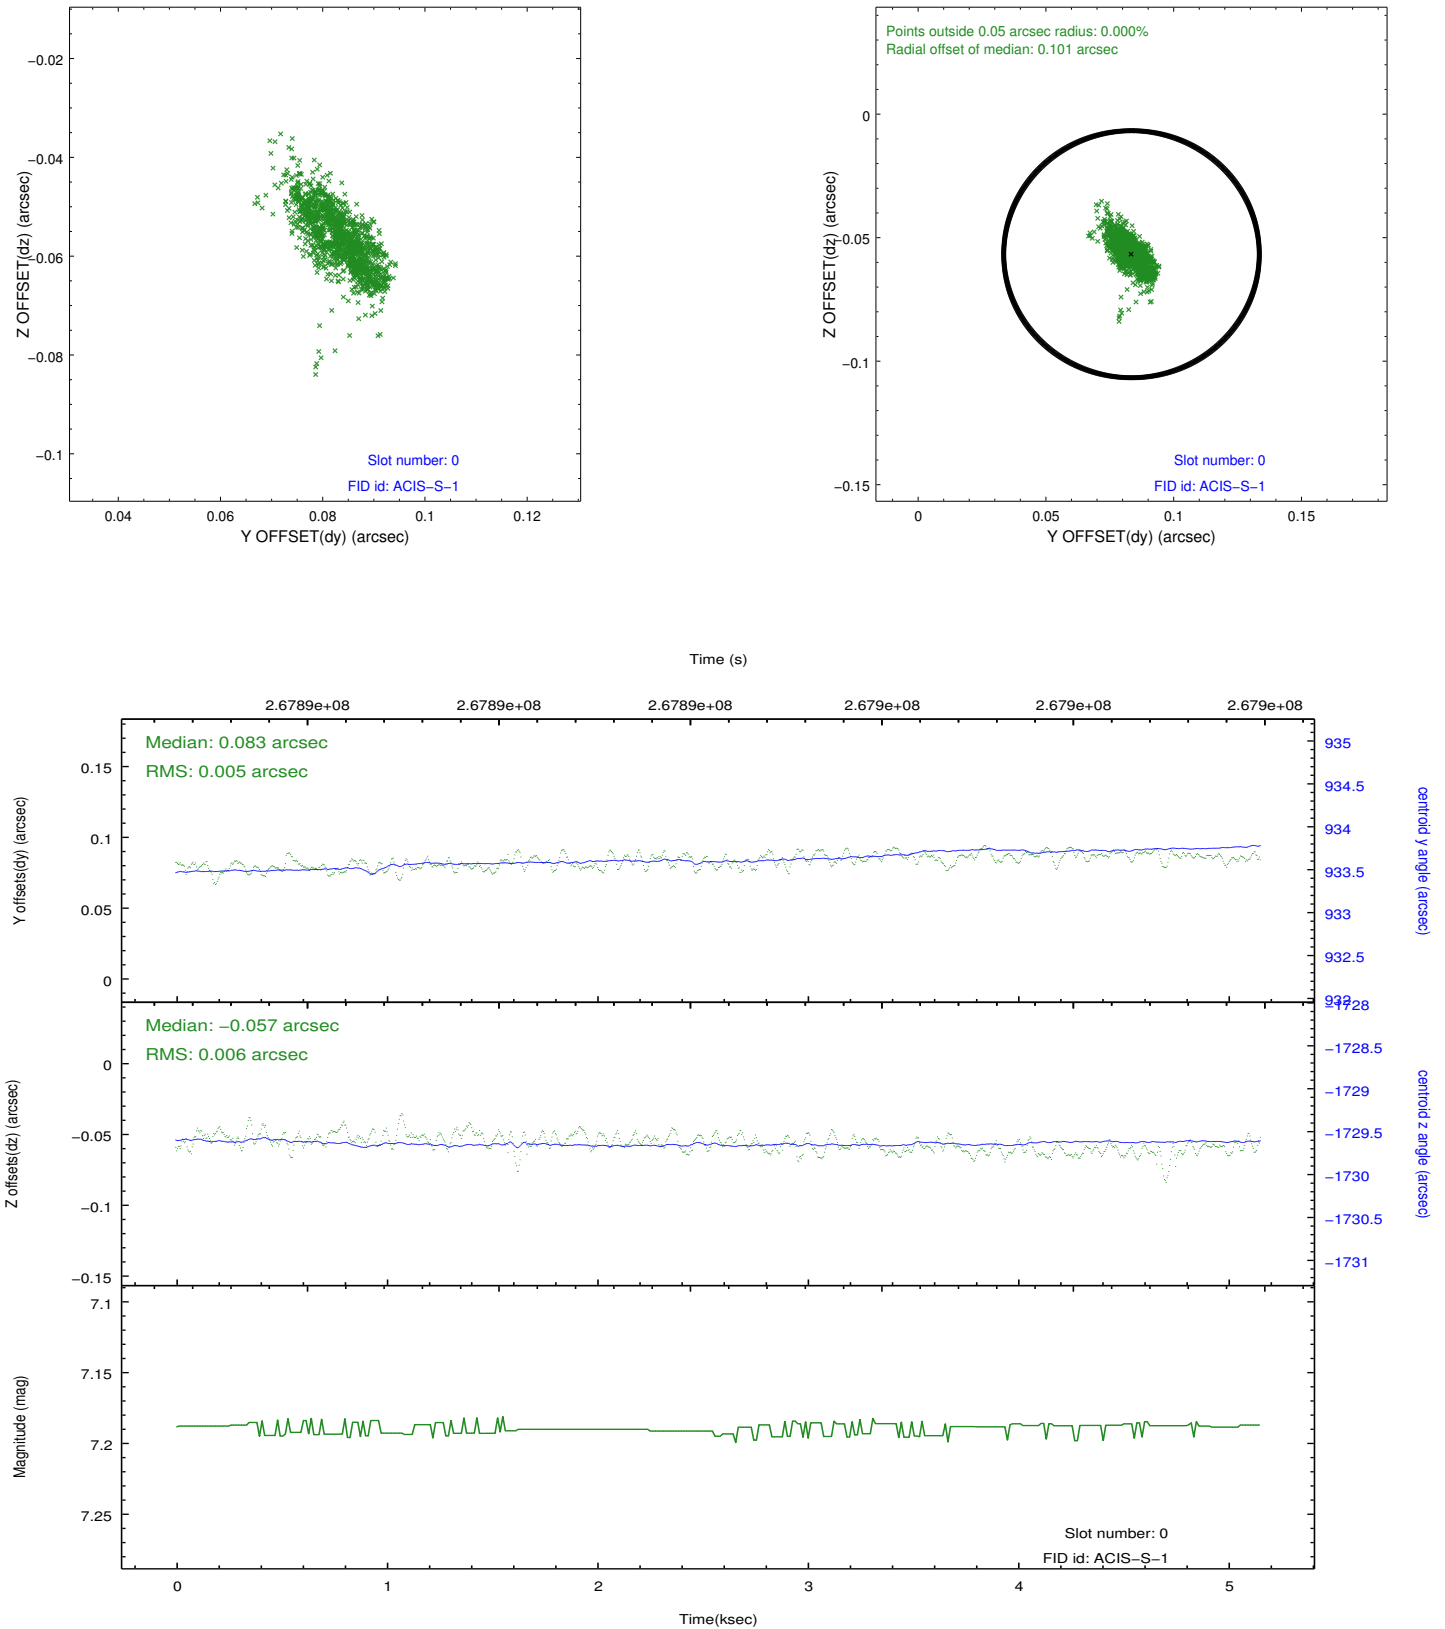 −0.02
−0.04
−0.06
−0.08
−0.1
Z OFFSET(dz) (arcsec)
Slot number: 0
FID id: ACIS−S−1
0.04 0.06 0.08 0.1 0.12
Y OFFSET(dy) (arcsec)
Points outside 0.05 arcsec radius: 0.000%
Radial offset of median: 0.101 arcsec
0
−0.05
−0.1
−0.15
Z OFFSET(dz) (arcsec)
Slot number: 0
FID id: ACIS−S−1
0 0.05 0.1 0.15
Y OFFSET(dy) (arcsec)
Time (s)
2.6789e+08 2.6789e+08 2.6789e+08 2.679e+08 2.679e+08 2.679e+08
Median: 0.083 arcsec
RMS: 0.005 arcsec
0.15
0.1
0.05
0
Y offsets(dy) (arcsec)
935
934.5
934
933.5
933
932.5
932
centroid y angle (arcsec)
Median: −0.057 arcsec
RMS: 0.006 arcsec
0
−0.05
−0.1
−0.15
Z offsets(dz) (arcsec)
−1728
−1728.5
−1729
−1729.5
−1730
−1730.5
−1731
centroid z angle (arcsec)
7.1
7.15
7.2
7.25
Magnitude (mag)
Slot number: 0
FID id: ACIS−S−1
0 1 2 3 4 5
Time(ksec)